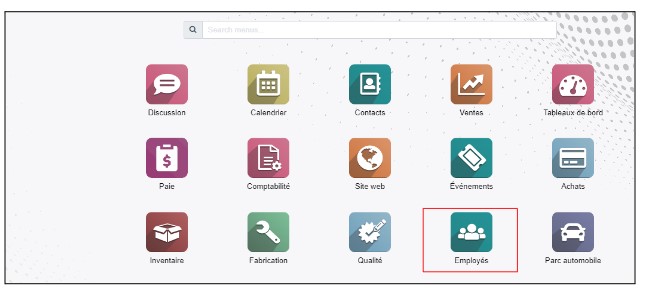 Search menus...
Discussion
Calendrier
Contacts
Ventes
Tableaux de bord
Paie
Comptabilité
Site web
Événements
Achats
Inventaire
Fabrication
Qualité
Employés
Parc automobile